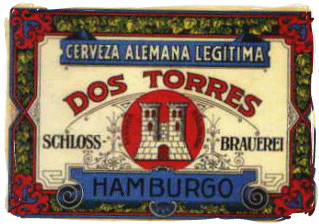 CERVEZA ALEMANA LEGITIMA
DOS TORRES
SCHLOSS- BRAUEREI
HAMBURGO